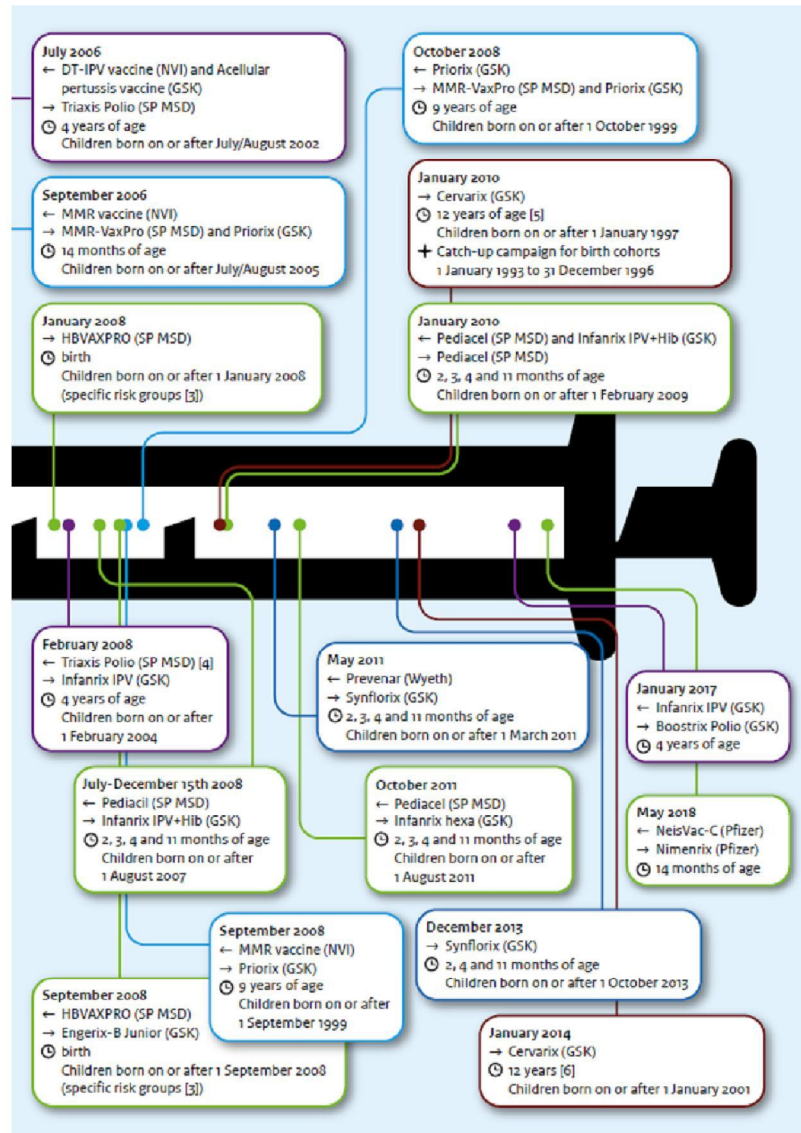 July 2006
← DT-IPV vaccine (NVI) and Acellular
pertussis vaccine (GSK)
→ Triaxis Polio (SP MSD)
4 years of age
Children born on or after July/August 2002
September 2006
← MMR vaccine (NVI)
→ MMR-VaxPro (SP MSD) and Priorix (GSK)
14 months of age
Children born on or after July/August 2005
January 2008
→ HBVAXPRO (SP MSD)
birth
Children born on or after 1 January 2008
(specific risk groups [3])
October 2008
← Priorix (GSK)
→ MMR-VaxPro (SP MSD) and Priorix (GSK)
9 years of age
Children born on or after 1 October 1999
January 2010
→ Cervarix (GSK)
12 years of age [5]
Children born on or after 1 January 1997
+ Catch-up campaign for birth cohorts
1 January 1993 to 31 December 1996
January 2010
← Pediacel (SP MSD) and Infanrix IPV+Hib (GSK)
→ Pediacel (SP MSD)
2, 3, 4 and 11 months of age
Children born on or after 1 February 2009
February 2008
← Triaxis Polio (SP MSD) [4]
→ Infanrix IPV (GSK)
4 years of age
Children born on or after
1 February 2004
July-December 15th 2008
← Pediacil (SP MSD)
→ Infanrix IPV+Hib (GSK)
2, 3, 4 and 11 months of age
Children born on or after
1 August 2007
September 2008
← MMR vaccine (NVI)
→ Priorix (GSK)
9 years of age
Children born on or after
1 September 1999
September 2008
← HBVAXPRO (SP MSD)
→ Engerix-B Junior (GSK)
birth
Children born on or after 1 September 2008
(specific risk groups [3])
May 2011
← Prevenar (Wyeth)
→ Synflorix (GSK)
2, 3, 4 and 11 months of age
Children born on or after 1 March 2011
October 2011
← Pediacel (SP MSD)
→ Infanrix hexa (GSK)
2, 3, 4 and 11 months of age
Children born on or after
1 August 2011
January 2017
← Infanrix IPV (GSK)
→ Boostrix Polio (GSK)
4 years of age
May 2018
← NeisVac-C (Pfizer)
→ Nimenrix (Pfizer)
14 months of age
December 2013
→ Synflorix (GSK)
2, 4 and 11 months of age
Children born on or after 1 October 2013
January 2014
→ Cervarix (GSK)
12 years [6]
Children born on or after 1 January 2001